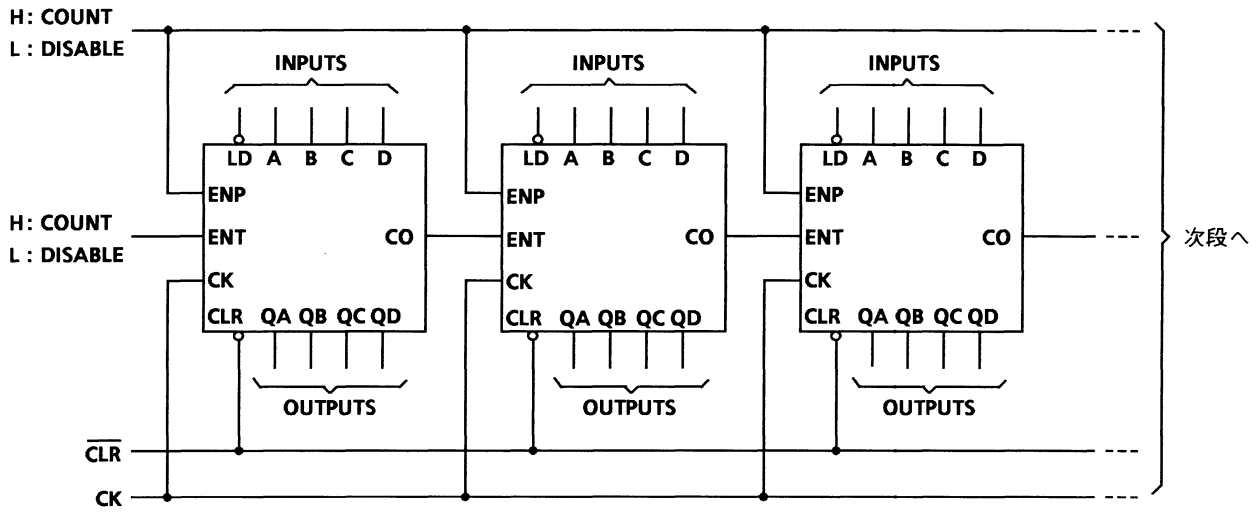 H: COUNT
L: DISABLE
INPUTS INPUTS INPUTS
LD A B C D LD A B C D LD A B C D
ENP ENP ENP
H: COUNT
L: DISABLE
ENT CO ENT CO ENT CO 次段へ
CK CK CK
CLR QA QB QC QD CLR QA QB QC QD CLR QA QB QC QD
OUTPUTS OUTPUTS OUTPUTS
CLR
CK